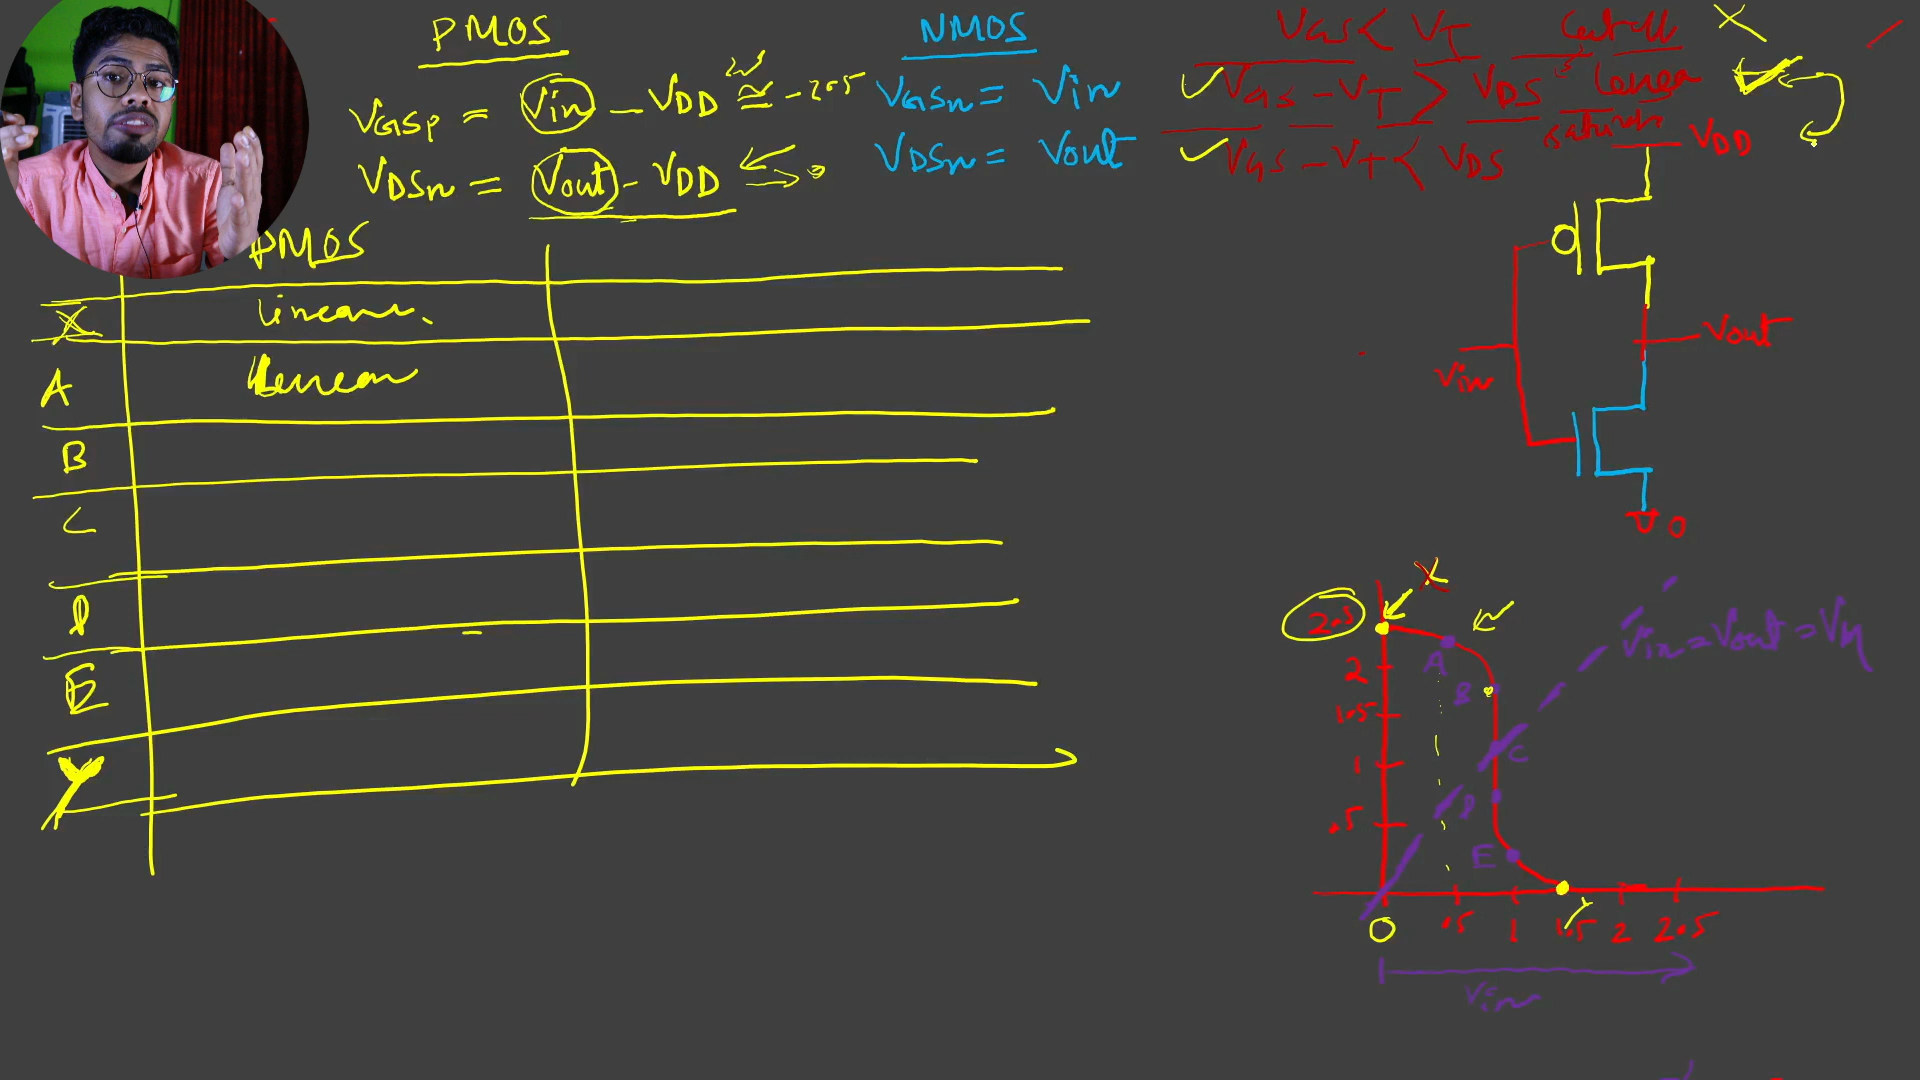 PMOS
VGSp = Vin - VDD ≅ -2.5
VDSn = Vout - VDD → 0
NMOS
VGSn = Vin
VDSn = Vout
VGS < VT Cutoff X
✓ VGS - VT > VDS linear
✓ VGS - VT < VDS
VDD
Vout
Vin
0
PMOS
X linear.
A linear
B
C
D
E
Y
X
2.5
2
1.5
1
.5
A
B
C
D
E
Y
Vin = Vout = VM
0 .5 1 1.5 2 2.5
Vin